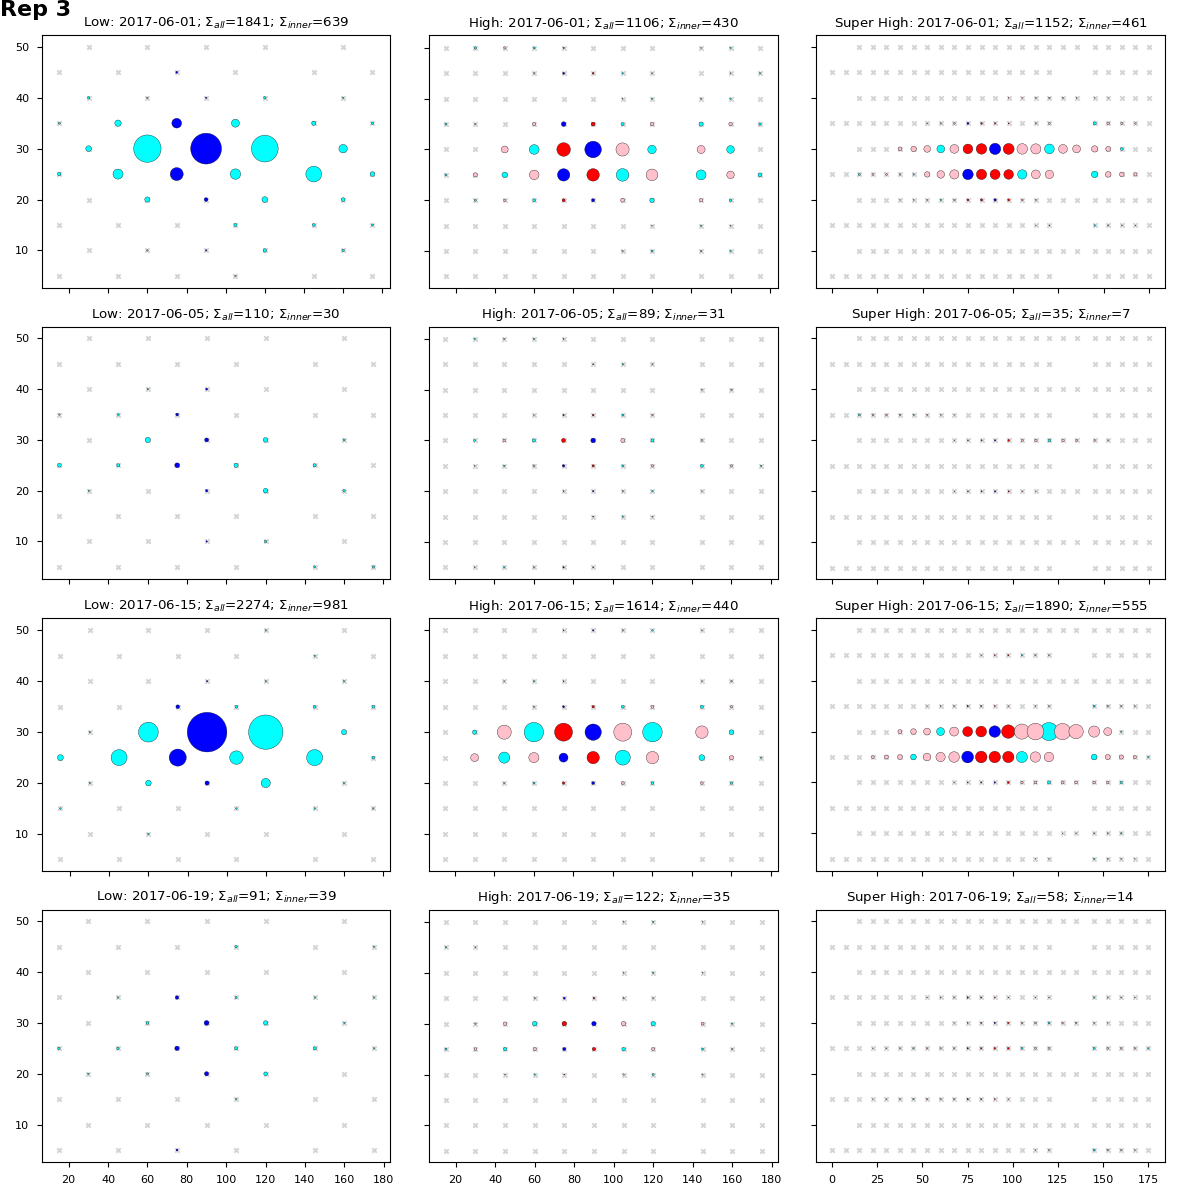 Rep 3
Low: 2017-06-01; Σall=1841; Σinner=639
High: 2017-06-01; Σall=1106; Σinner=430
Super High: 2017-06-01; Σall=1152; Σinner=461
50
40
30
20
10
Low: 2017-06-05; Σall=110; Σinner=30
High: 2017-06-05; Σall=89; Σinner=31
Super High: 2017-06-05; Σall=35; Σinner=7
50
40
30
20
10
Low: 2017-06-15; Σall=2274; Σinner=981
High: 2017-06-15; Σall=1614; Σinner=440
Super High: 2017-06-15; Σall=1890; Σinner=555
50
40
30
20
10
Low: 2017-06-19; Σall=91; Σinner=39
High: 2017-06-19; Σall=122; Σinner=35
Super High: 2017-06-19; Σall=58; Σinner=14
50
40
30
20
10
20 40 60 80 100 120 140 160 180
20 40 60 80 100 120 140 160 180
0 25 50 75 100 125 150 175